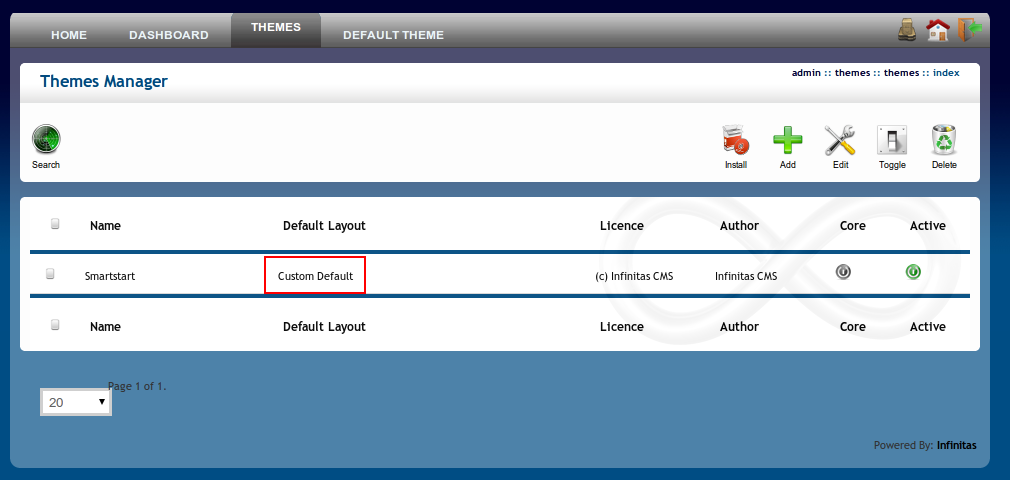 HOME DASHBOARD THEMES DEFAULT THEME
Themes Manager
admin :: themes :: themes :: index
Search Install Add Edit Toggle Delete
Name Default Layout Licence Author Core Active
Smartstart Custom Default (c) Infinitas CMS Infinitas CMS
Name Default Layout Licence Author Core Active
Page 1 of 1.
20
Powered By: Infinitas